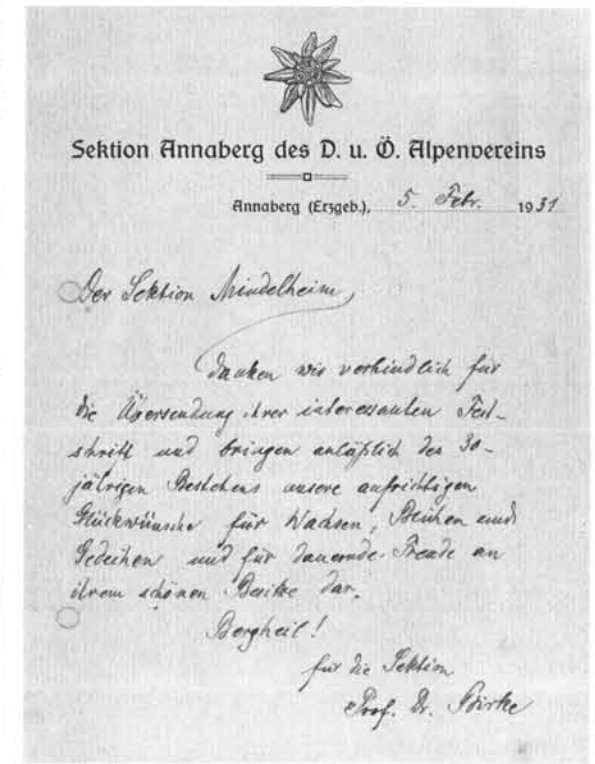 Sektion Annaberg des D. u. Ö. Alpenvereins
Annaberg (Erzgeb.), 5. Febr. 1931
Der Sektion Mindelheim,
danken wir verbindlich für
die Übersendung ihrer interessanten Fest-
schrift und bringen anläßlich des 30-
jährigen Bestehens unsere aufrichtigen
Glückwünsche für Wachsen, Blühen und
Gedeihen und für dauernde Freude an
ihrem schönen Besitze dar.
Bergheil!
für die Sektion
Prof. Dr.